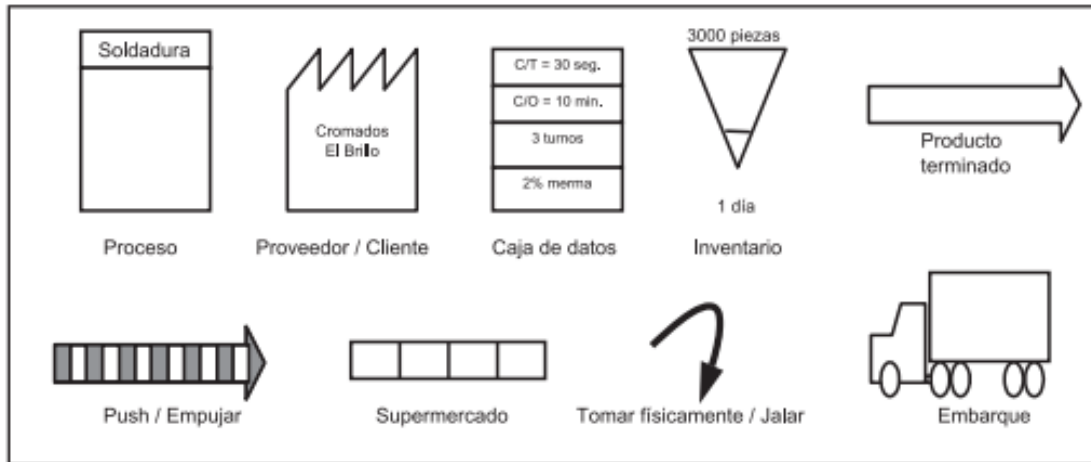 Soldadura
Cromados
El Brillo
C/T = 30 seg.
C/O = 10 min.
3 turnos
2% merma
3000 piezas
1 día
Producto
terminado
Proceso
Proveedor / Cliente
Caja de datos
Inventario
Push / Empujar
Supermercado
Tomar físicamente / Jalar
Embarque